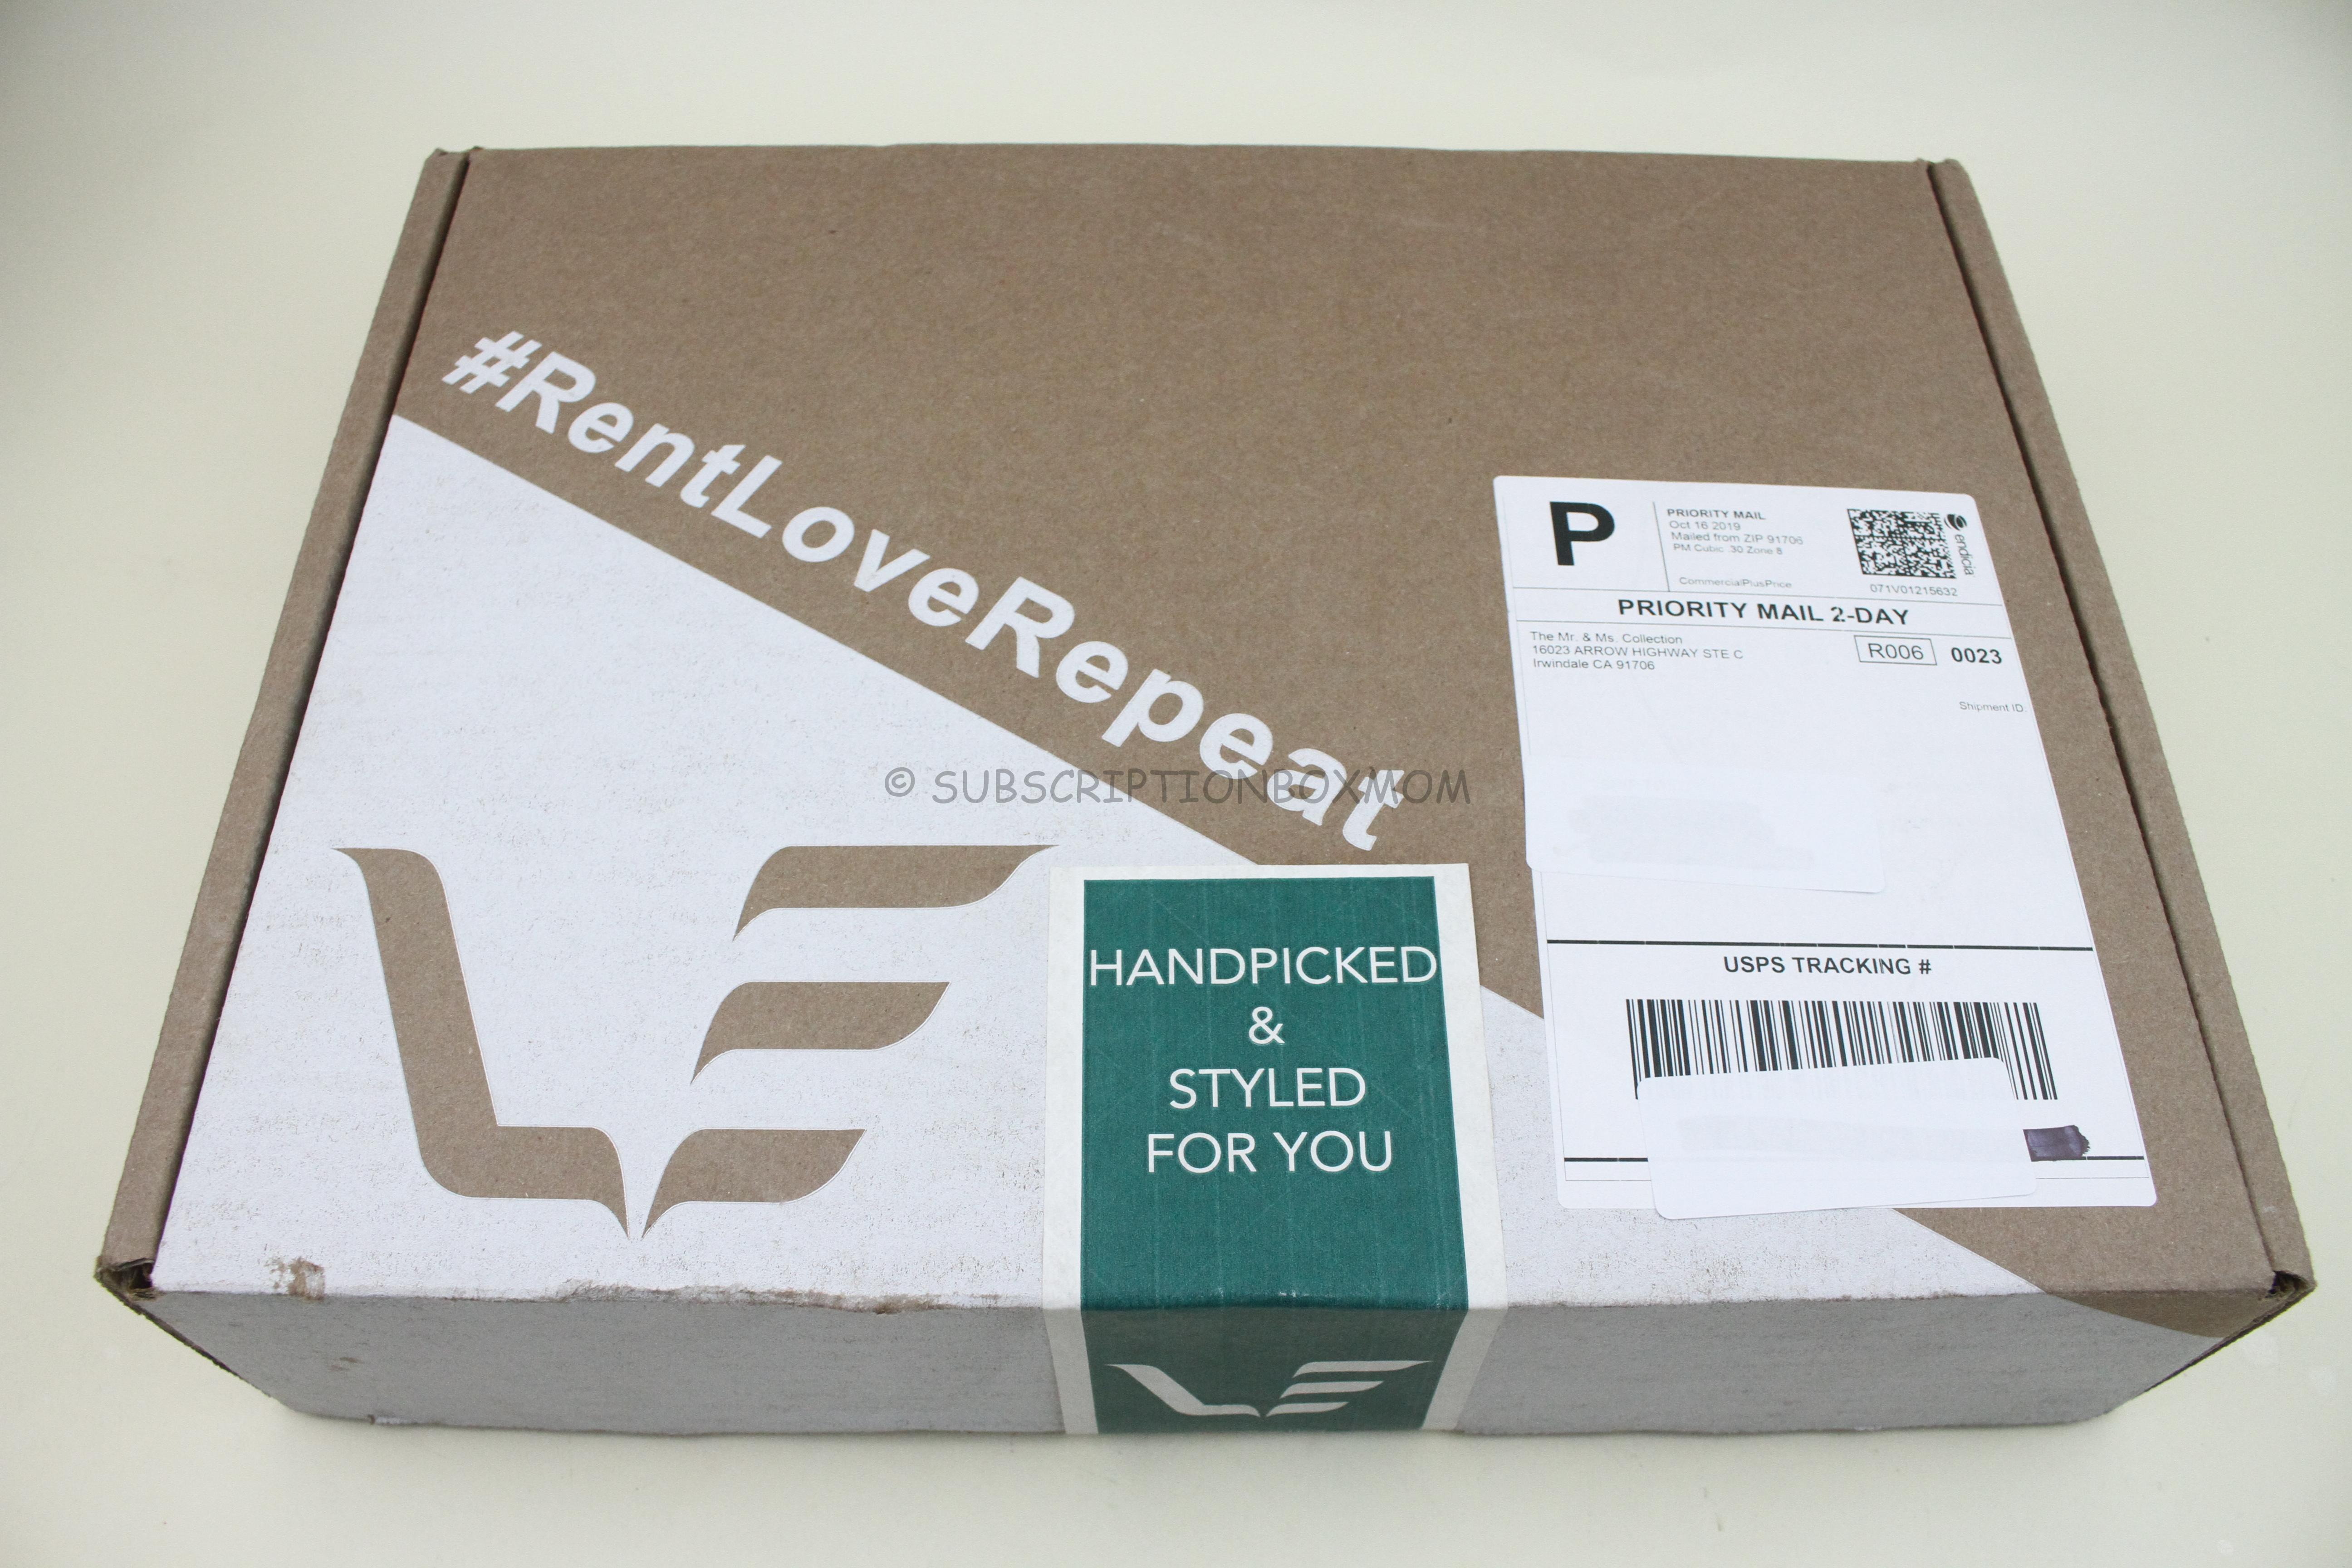 #RentLoveRepeat
P
PRIORITY MAIL
Oct 16 2019
Mailed from ZIP 91706
PM Cubic .30 Zone 8
CommercialPlusPrice
endicia
071V01215632
PRIORITY MAIL 2-DAY
The Mr. & Ms. Collection
16023 ARROW HIGHWAY STE C
Irwindale CA 91706
R006
0023
Shipment ID:
© SUBSCRIPTIONBOXMOM
LE
HANDPICKED
&
STYLED
FOR YOU
USPS TRACKING #
LE